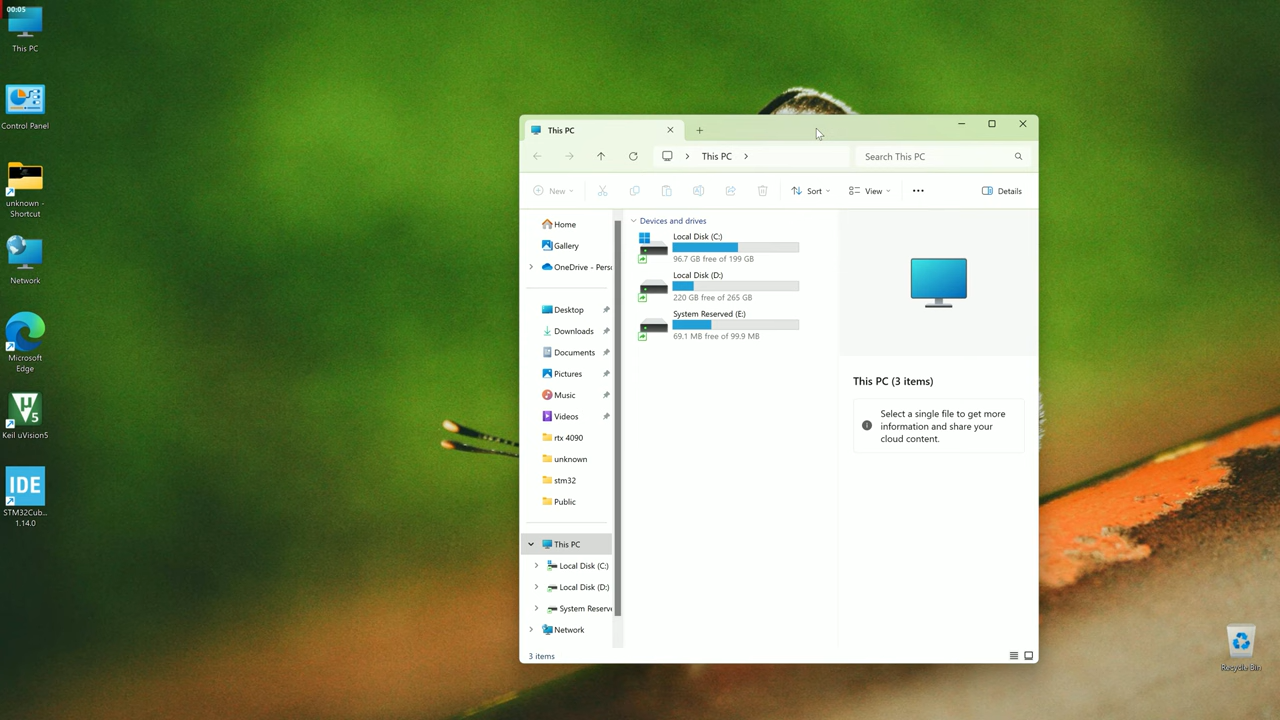 00:05
This PC
Control Panel
unknown -
Shortcut
Network
Microsoft
Edge
Keil uVision5
IDE
STM32Cub...
1.14.0
This PC
This PC
Search This PC
New
Sort
View
Details
Home
Gallery
OneDrive - Perso
Desktop
Downloads
Documents
Pictures
Music
Videos
rtx 4090
unknown
stm32
Public
This PC
Local Disk (C:)
Local Disk (D:)
System Reserve
Network
Devices and drives
Local Disk (C:)
96.7 GB free of 199 GB
Local Disk (D:)
220 GB free of 265 GB
System Reserved (E:)
69.1 MB free of 99.9 MB
This PC (3 items)
Select a single file to get more
information and share your
cloud content.
3 items
Recycle Bin